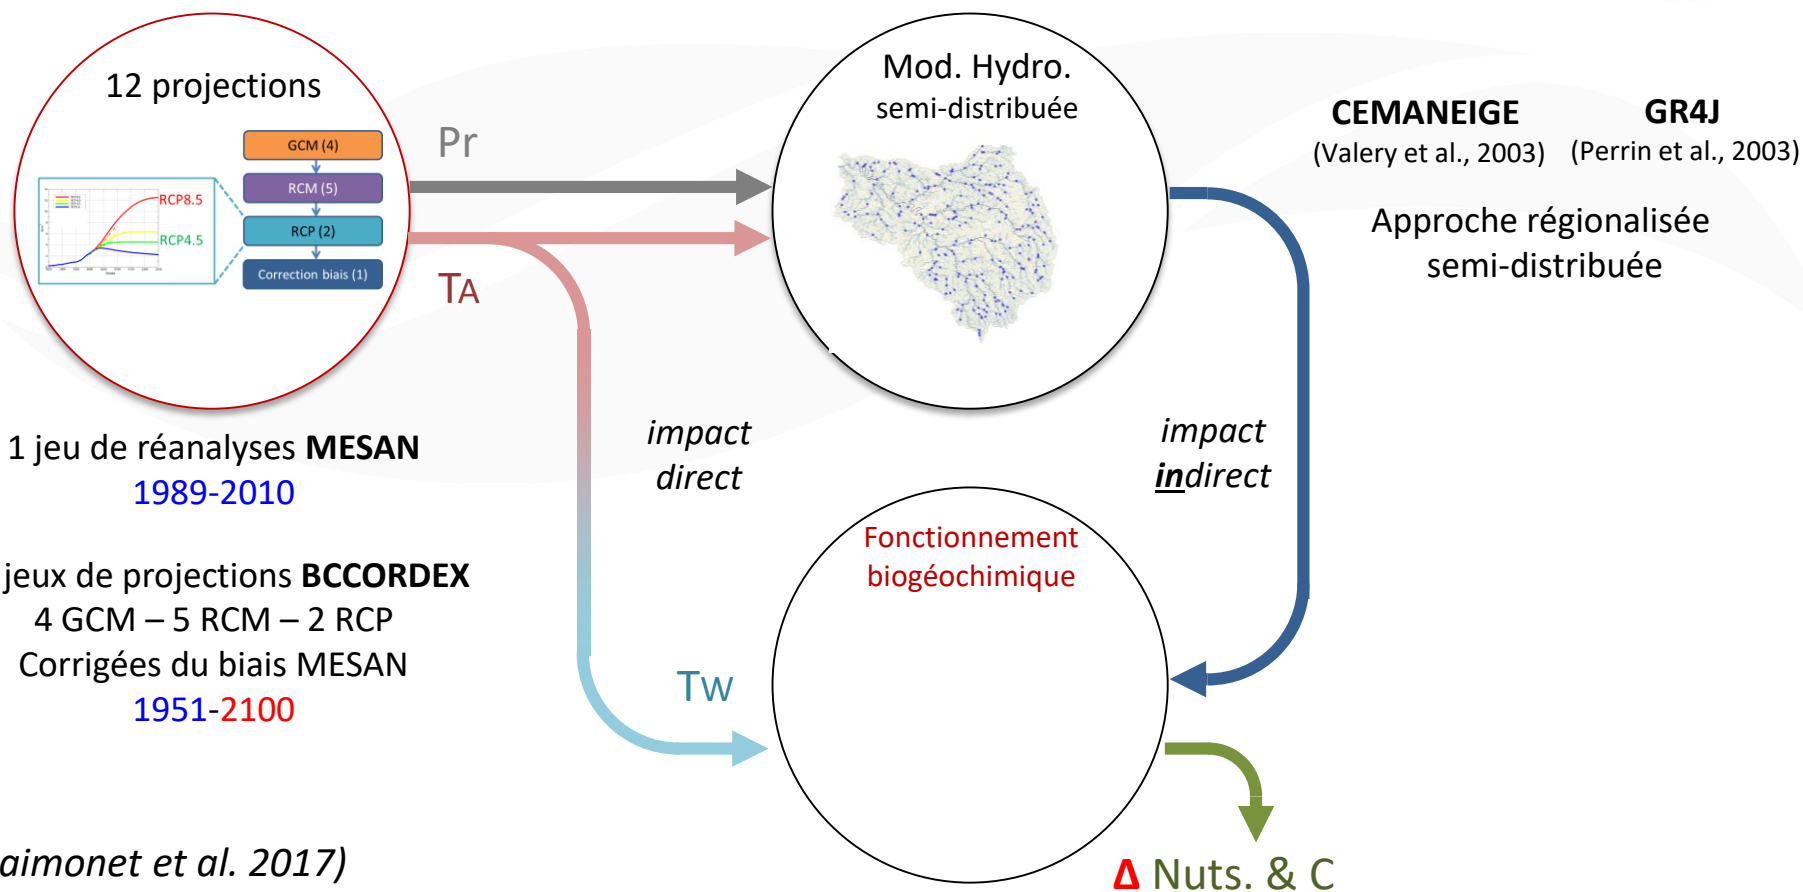 12 projections
GCM (4)
RCM (5)
RCP (2)
Correction biais (1)
RCP8.5
RCP4.5
Pr
TA
Mod. Hydro.
semi-distribuée
CEMANEIGE
(Valery et al., 2003)
GR4J
(Perrin et al., 2003)
Approche régionalisée
semi-distribuée
1 jeu de réanalyses MESAN
1989-2010
jeux de projections BCCORDEX
4 GCM – 5 RCM – 2 RCP
Corrigées du biais MESAN
1951-2100
impact
direct
impact
indirect
Fonctionnement
biogéochimique
Tw
Δ Nuts. & C
aimonet et al. 2017)